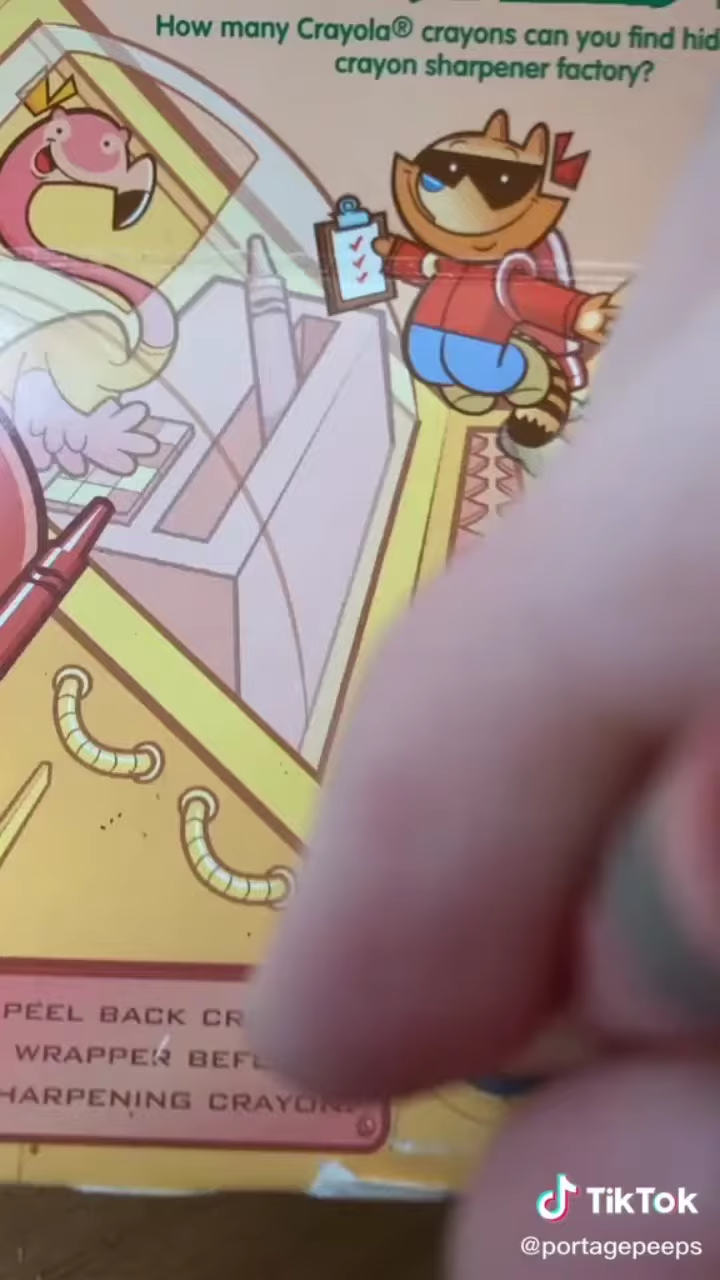 How many Crayola® crayons can you find hid
crayon sharpener factory?
PEEL BACK CR
WRAPPER BEF
HARPENING CRAYON
TikTok
@portagepeeps